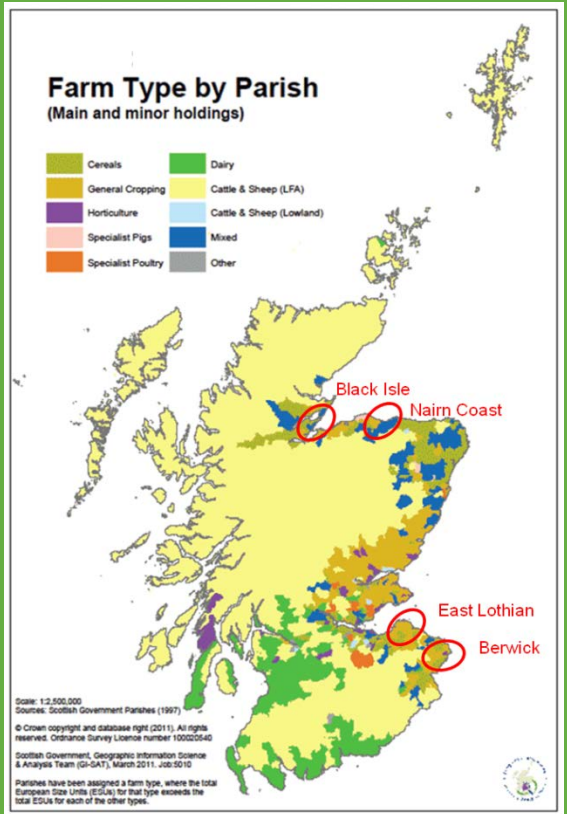 Farm Type by Parish
(Main and minor holdings)
Cereals
General Cropping
Horticulture
Specialist Pigs
Specialist Poultry
Dairy
Cattle & Sheep (LFA)
Cattle & Sheep (Lowland)
Mixed
Other
Black Isle
Nairn Coast
East Lothian
Berwick
Scale: 1:2,500,000
Sources: Scottish Government Parishes (1997)
© Crown copyright and database right (2011). All rights
reserved. Ordnance Survey Licence number 100020540
Scottish Government, Geographic Information Science
& Analysis Team (GI-SAT), March 2011. Job:5010
Parishes have been assigned a farm type, where the total
European Size Units (ESUs) for that type exceeds the
total ESUs for each of the other types.